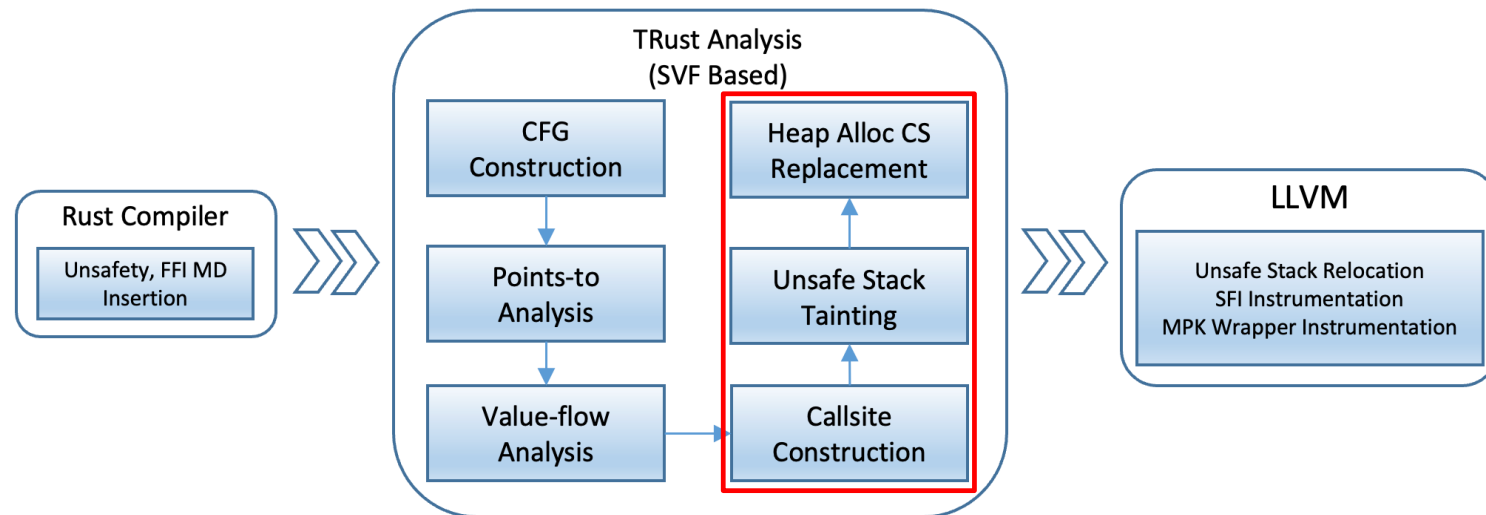 Rust Compiler
Unsafety, FFI MD
Insertion
TRust Analysis
(SVF Based)
CFG
Construction
Points-to
Analysis
Value-flow
Analysis
Callsite
Construction
Unsafe Stack
Tainting
Heap Alloc CS
Replacement
LLVM
Unsafe Stack Relocation
SFI Instrumentation
MPK Wrapper Instrumentation